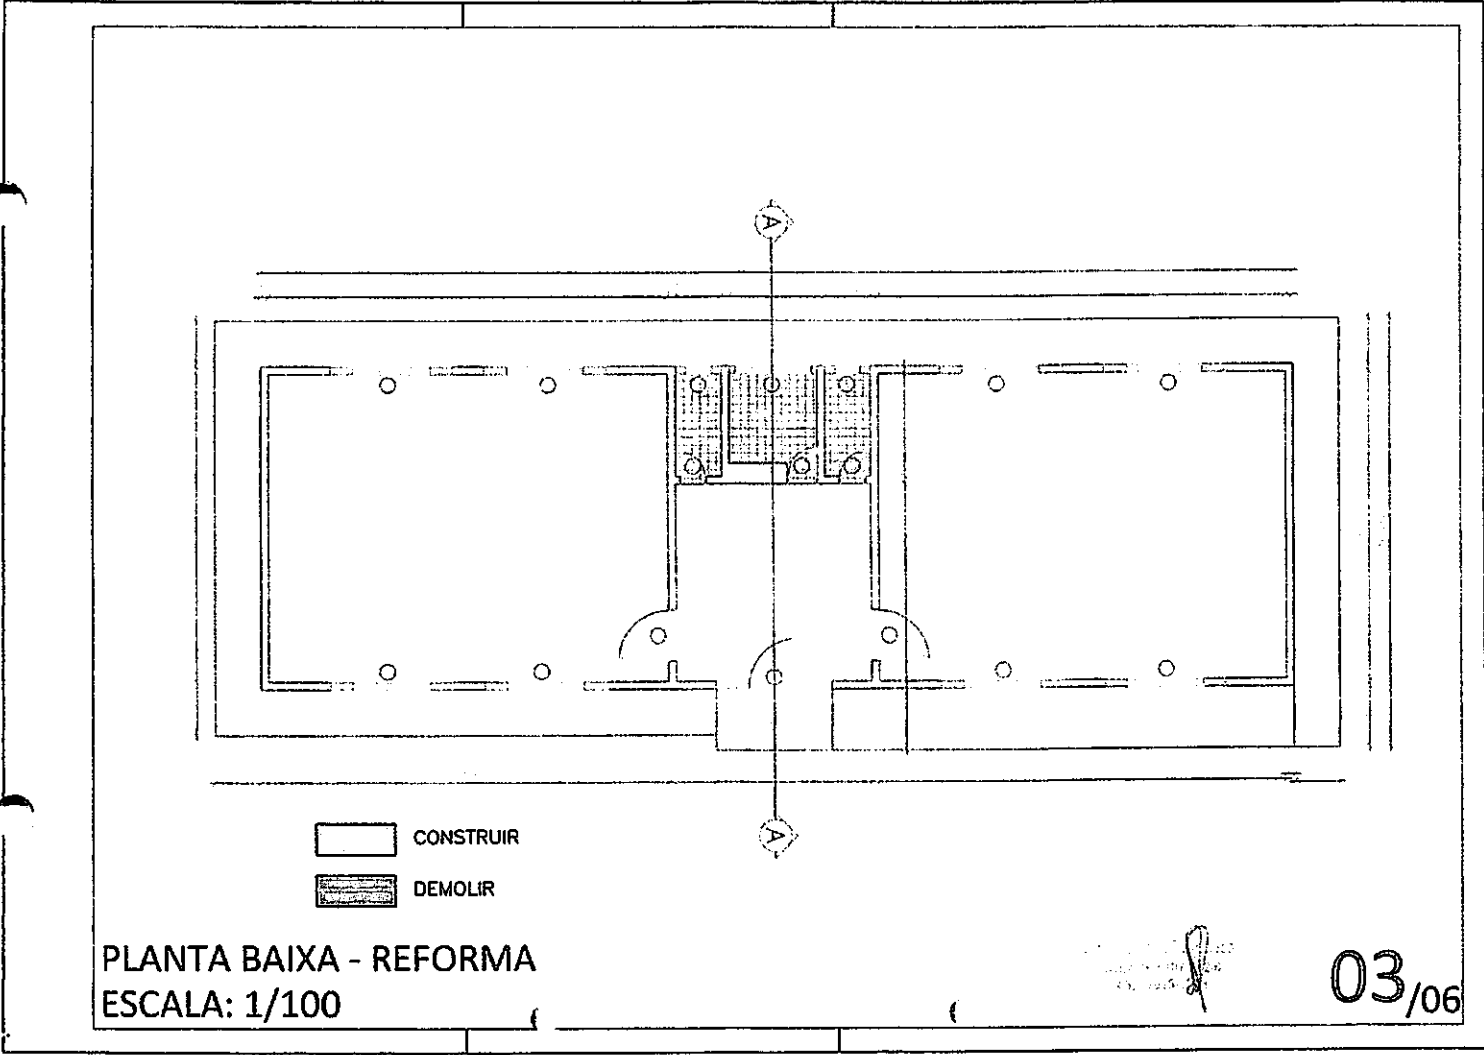 A
A
CONSTRUIR
DEMOLIR
PLANTA BAIXA - REFORMA
ESCALA: 1/100
03/06